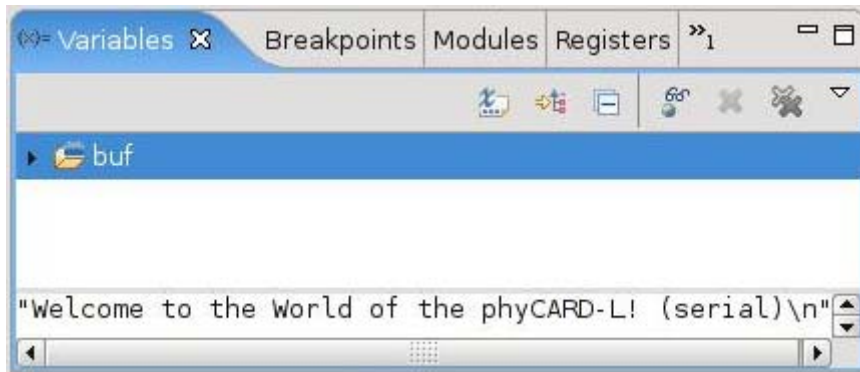 (x)= Variables Breakpoints Modules Registers »1
buf
"Welcome to the World of the phyCARD-L! (serial)\n"